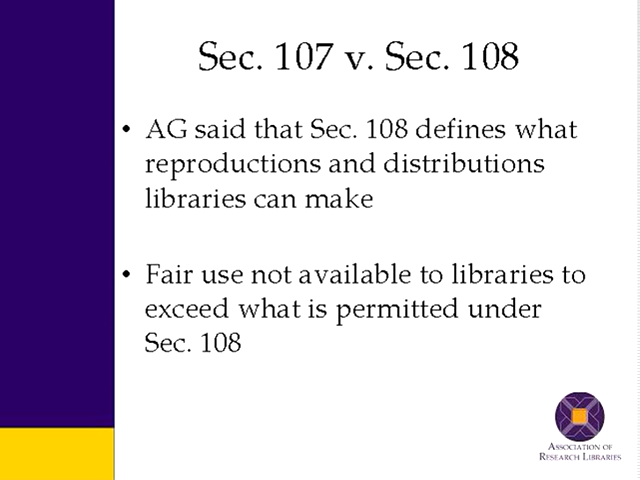 Sec. 107 v. Sec. 108
• AG said that Sec. 108 defines what
reproductions and distributions
libraries can make
• Fair use not available to libraries to
exceed what is permitted under
Sec. 108
ASSOCIATION OF
RESEARCH LIBRARIES